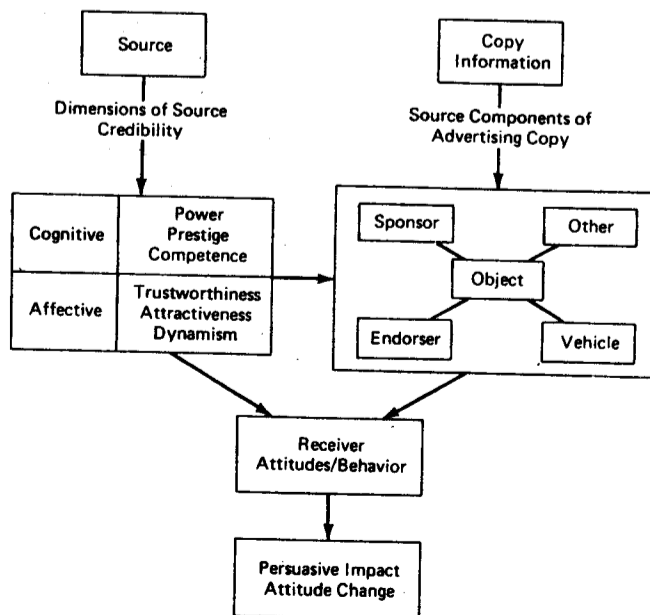 Source
Copy
Information
Dimensions of Source
Credibility
Source Components of
Advertising Copy
Cognitive
Power
Prestige
Competence
Affective
Trustworthiness
Attractiveness
Dynamism
Sponsor
Other
Object
Endorser
Vehicle
Receiver
Attitudes/Behavior
Persuasive Impact
Attitude Change